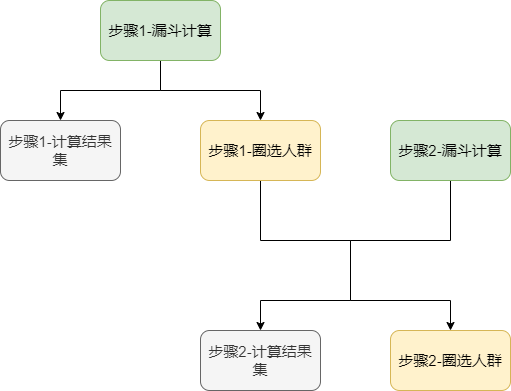 步骤1-漏斗计算
步骤1-计算结果
集
步骤1-圈选人群
步骤2-漏斗计算
步骤2-计算结果
集
步骤2-圈选人群